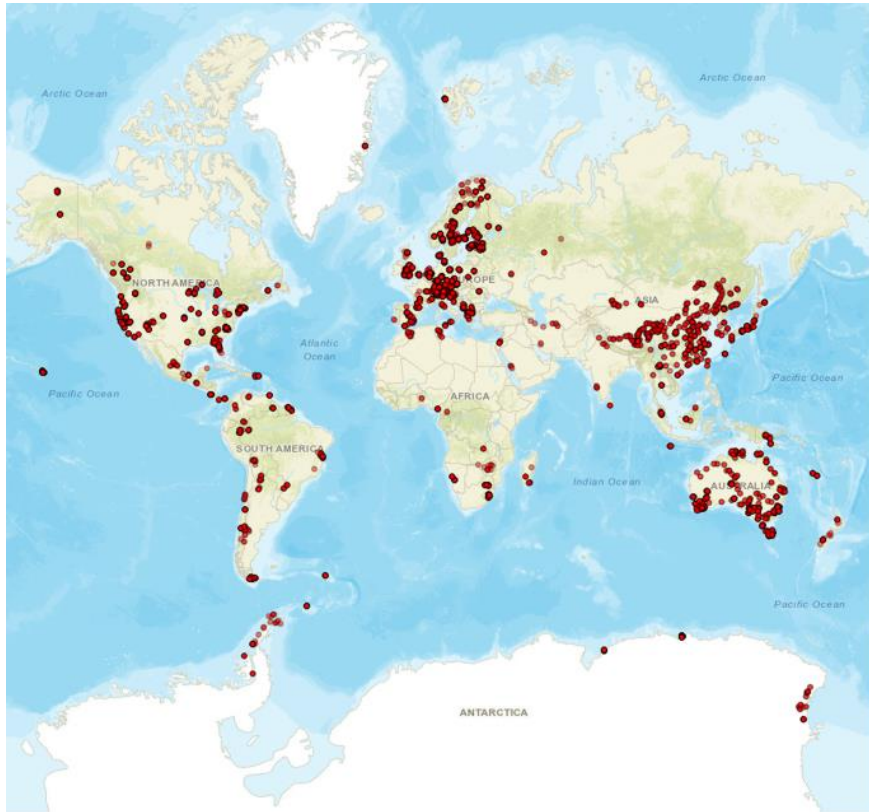 Arctic Ocean
Arctic Ocean
NORTH AMERICA
EUROPE
ASIA
Atlantic
Ocean
Pacific Ocean
Pacific Ocean
AFRICA
SOUTH AMERICA
Indian Ocean
AUSTRALIA
Pacific Ocean
ANTARCTICA